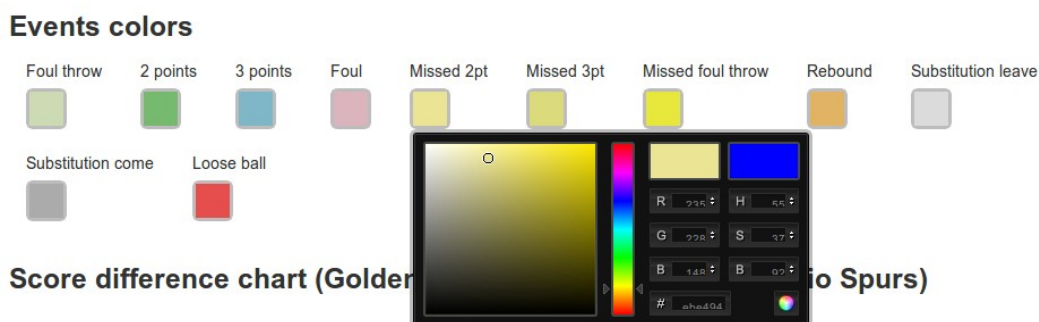 Events colors
Foul throw 2 points 3 points Foul Missed 2pt Missed 3pt Missed foul throw Rebound Substitution leave
Substitution come Loose ball
R 235 H 55
G 228 S 37
B 148 B 92
# ebe494
Score difference chart (Golden io Spurs)